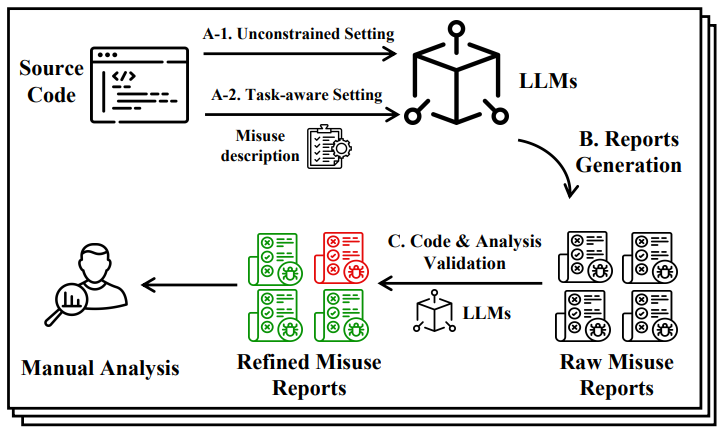 A-1. Unconstrained Setting
Source
Code
</>
A-2. Task-aware Setting
Misuse
description
LLMs
B. Reports
Generation
C. Code & Analysis
Validation
LLMs
Manual Analysis
Refined Misuse
Reports
Raw Misuse
Reports